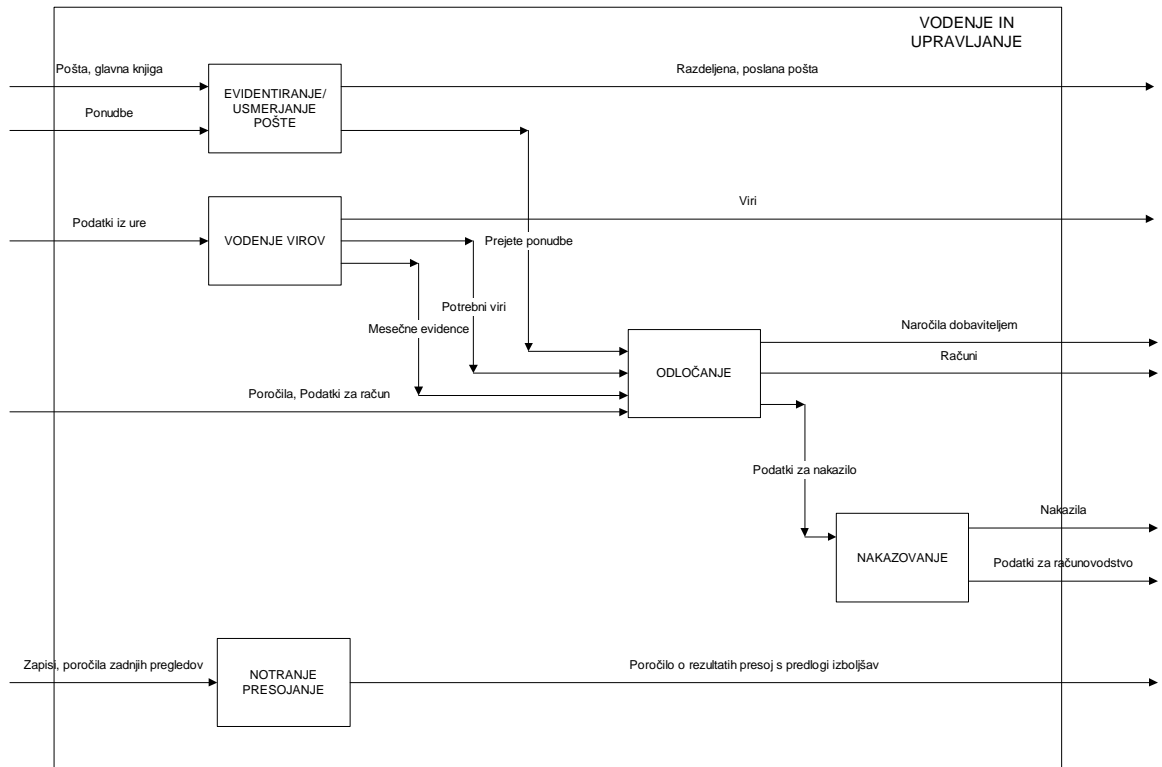 VODENJE IN
UPRAVLJANJE
Pošta, glavna knjiga
Razdeljena, poslana pošta
EVIDENTIRANJE/
USMERJANJE
POŠTE
Ponudbe
Viri
Podatki iz ure
VODENJE VIROV
Prejete ponudbe
Potrebni viri
Mesečne evidence
Naročila dobaviteljem
Računi
ODLOČANJE
Poročila, Podatki za račun
Podatki za nakazilo
Nakazila
NAKAZOVANJE
Podatki za računovodstvo
Zapisi, poročila zadnjih pregledov
NOTRANJE
PRESOJANJE
Poročilo o rezultatih presoj s predlogi izboljšav